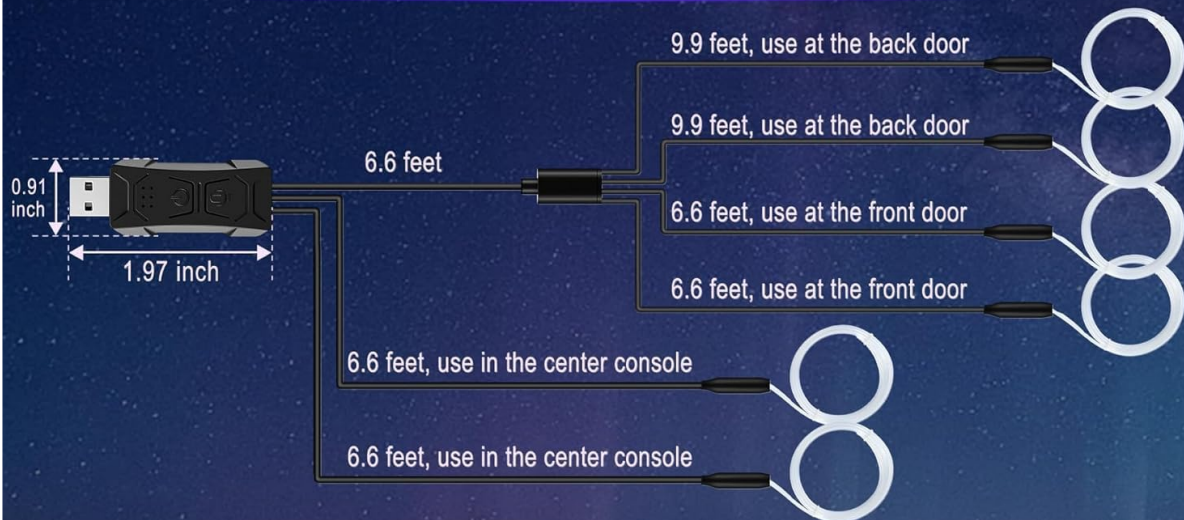 9.9 feet, use at the back door
9.9 feet, use at the back door
6.6 feet
0.91
inch
1.97 inch
6.6 feet, use at the front door
6.6 feet, use at the front door
6.6 feet, use in the center console
6.6 feet, use in the center console